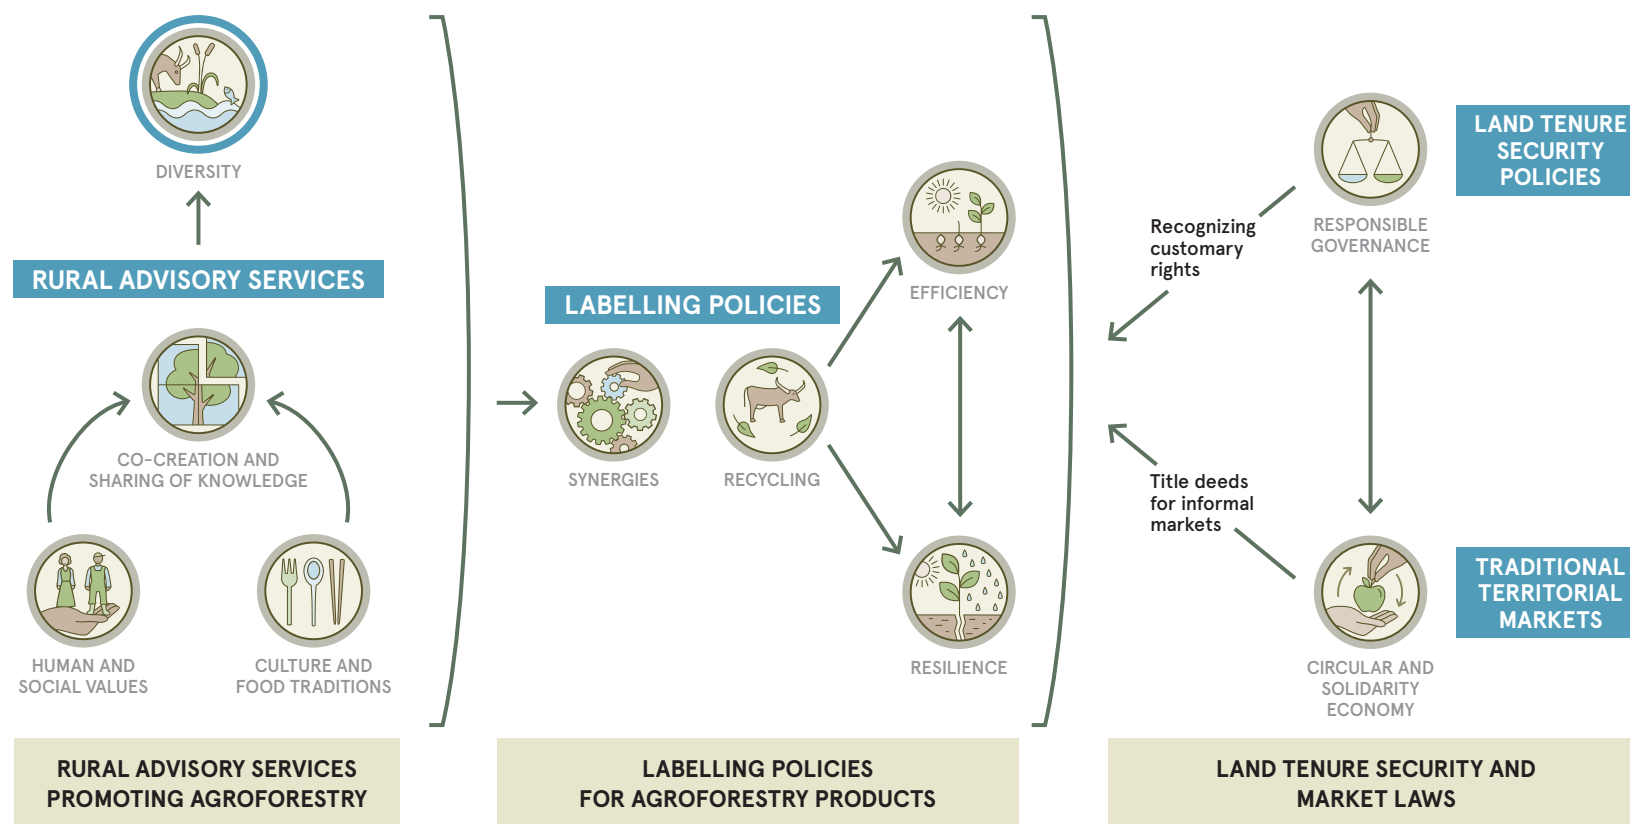 DIVERSITY
RURAL ADVISORY SERVICES
CO-CREATION AND
SHARING OF KNOWLEDGE
HUMAN AND
SOCIAL VALUES
CULTURE AND
FOOD TRADITIONS
RURAL ADVISORY SERVICES
PROMOTING AGROFORESTRY
LABELLING POLICIES
SYNERGIES
RECYCLING
EFFICIENCY
RESILIENCE
LABELLING POLICIES
FOR AGROFORESTRY PRODUCTS
Recognizing
customary
rights
Title deeds
for informal
markets
RESPONSIBLE
GOVERNANCE
LAND TENURE
SECURITY
POLICIES
CIRCULAR AND
SOLIDARITY
ECONOMY
TRADITIONAL
TERRITORIAL
MARKETS
LAND TENURE SECURITY AND
MARKET LAWS